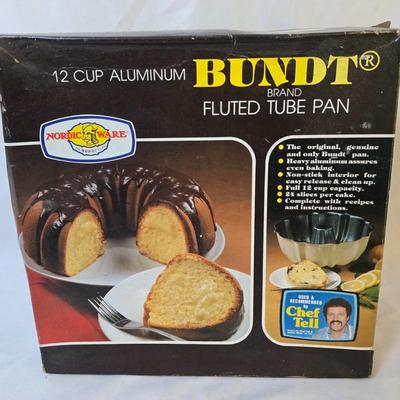 12 CUP ALUMINUM BUNDT®
BRAND
FLUTED TUBE PAN
NORDIC WARE®
• The original, genuine
and only Bundt® pan.
• Heavy aluminum assures
even baking.
• Non-stick interior for
easy release & clean up.
• Full 12 cup capacity.
• 24 slices per cake.
• Complete with recipes
and instructions.
USED &
RECOMMENDED
by
Chef
Tell